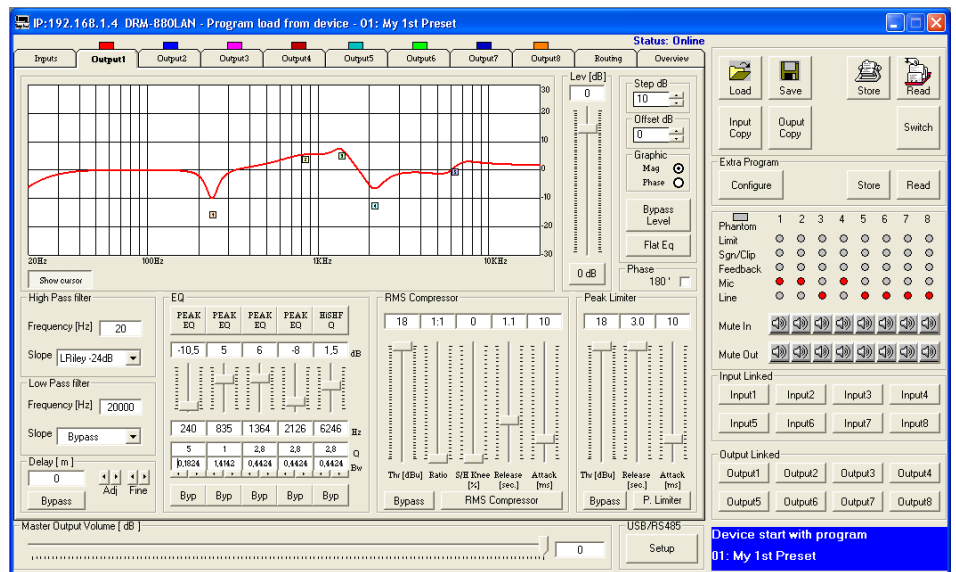 IP:192.168.1.4 DRM-880LAN - Program load from device - 01: My 1st Preset
Status: Online
Inputs Output1 Output2 Output3 Output4 Output5 Output6 Output7 Output8 Routing Overview
30
20
10
0
-10
-20
-30
1 2 3 4 5
20Hz 100Hz 1KHz 10KHz
Show cursor
Lev [dB]
0
0 dB
Step dB
10
Offset dB
0
Graphic
Mag
Phase
Bypass Level
Flat Eq
Phase
180°
High Pass filter
Frequency [Hz] 20
Slope LRiley -24dB
Low Pass filter
Frequency [Hz] 20000
Slope Bypass
Delay [ m ]
0
Adj Fine
Bypass
EQ
PEAK EQ PEAK EQ PEAK EQ PEAK EQ HiSHF Q
-10,5 5 6 -8 1,5 dB
240 835 1364 2126 6246 Hz
5 1 2,8 2,8 2,8 Q
0,1824 1,4142 0,4424 0,4424 0,4424 Bw
Byp Byp Byp Byp Byp
RMS Compressor
18 1:1 0 1.1 10
Thr [dBu] Ratio S/H Knee [%] Release [sec.] Attack [ms]
Bypass RMS Compressor
Peak Limiter
18 3.0 10
Thr [dBu] Release [sec.] Attack [ms]
Bypass P. Limiter
Master Output Volume [ dB ]
0
USB/RS485
Setup
Load Save Store Read
Input Copy Ouput Copy Switch
Extra Program
Configure Store Read
1 2 3 4 5 6 7 8
Phantom
Limit
Sgn/Clip
Feedback
Mic
Line
Mute In
Mute Out
Input Linked
Input1 Input2 Input3 Input4
Input5 Input6 Input7 Input8
Output Linked
Output1 Output2 Output3 Output4
Output5 Output6 Output7 Output8
Device start with program
01: My 1st Preset